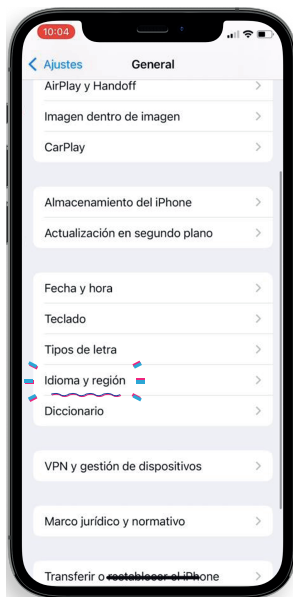 10:04
Ajustes
General
AirPlay y Handoff
Imagen dentro de imagen
CarPlay
Almacenamiento del iPhone
Actualización en segundo plano
Fecha y hora
Teclado
Tipos de letra
Idioma y región
Diccionario
VPN y gestión de dispositivos
Marco jurídico y normativo
Transferir o restablecer el iPhone